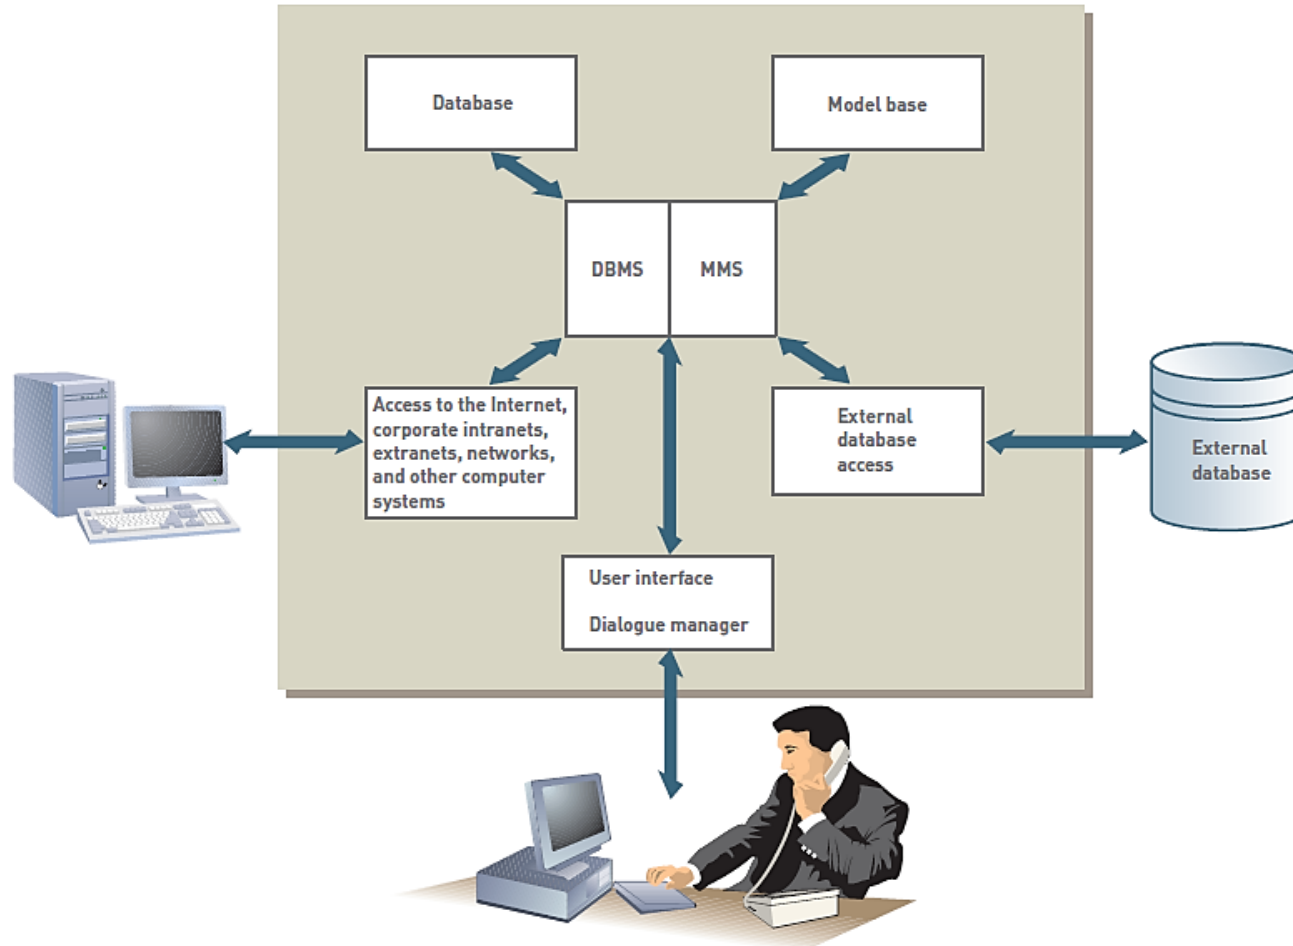 Database
Model base
DBMS
MMS
Access to the Internet,
corporate intranets,
extranets, networks,
and other computer
systems
External
database
access
External
database
User interface
Dialogue manager